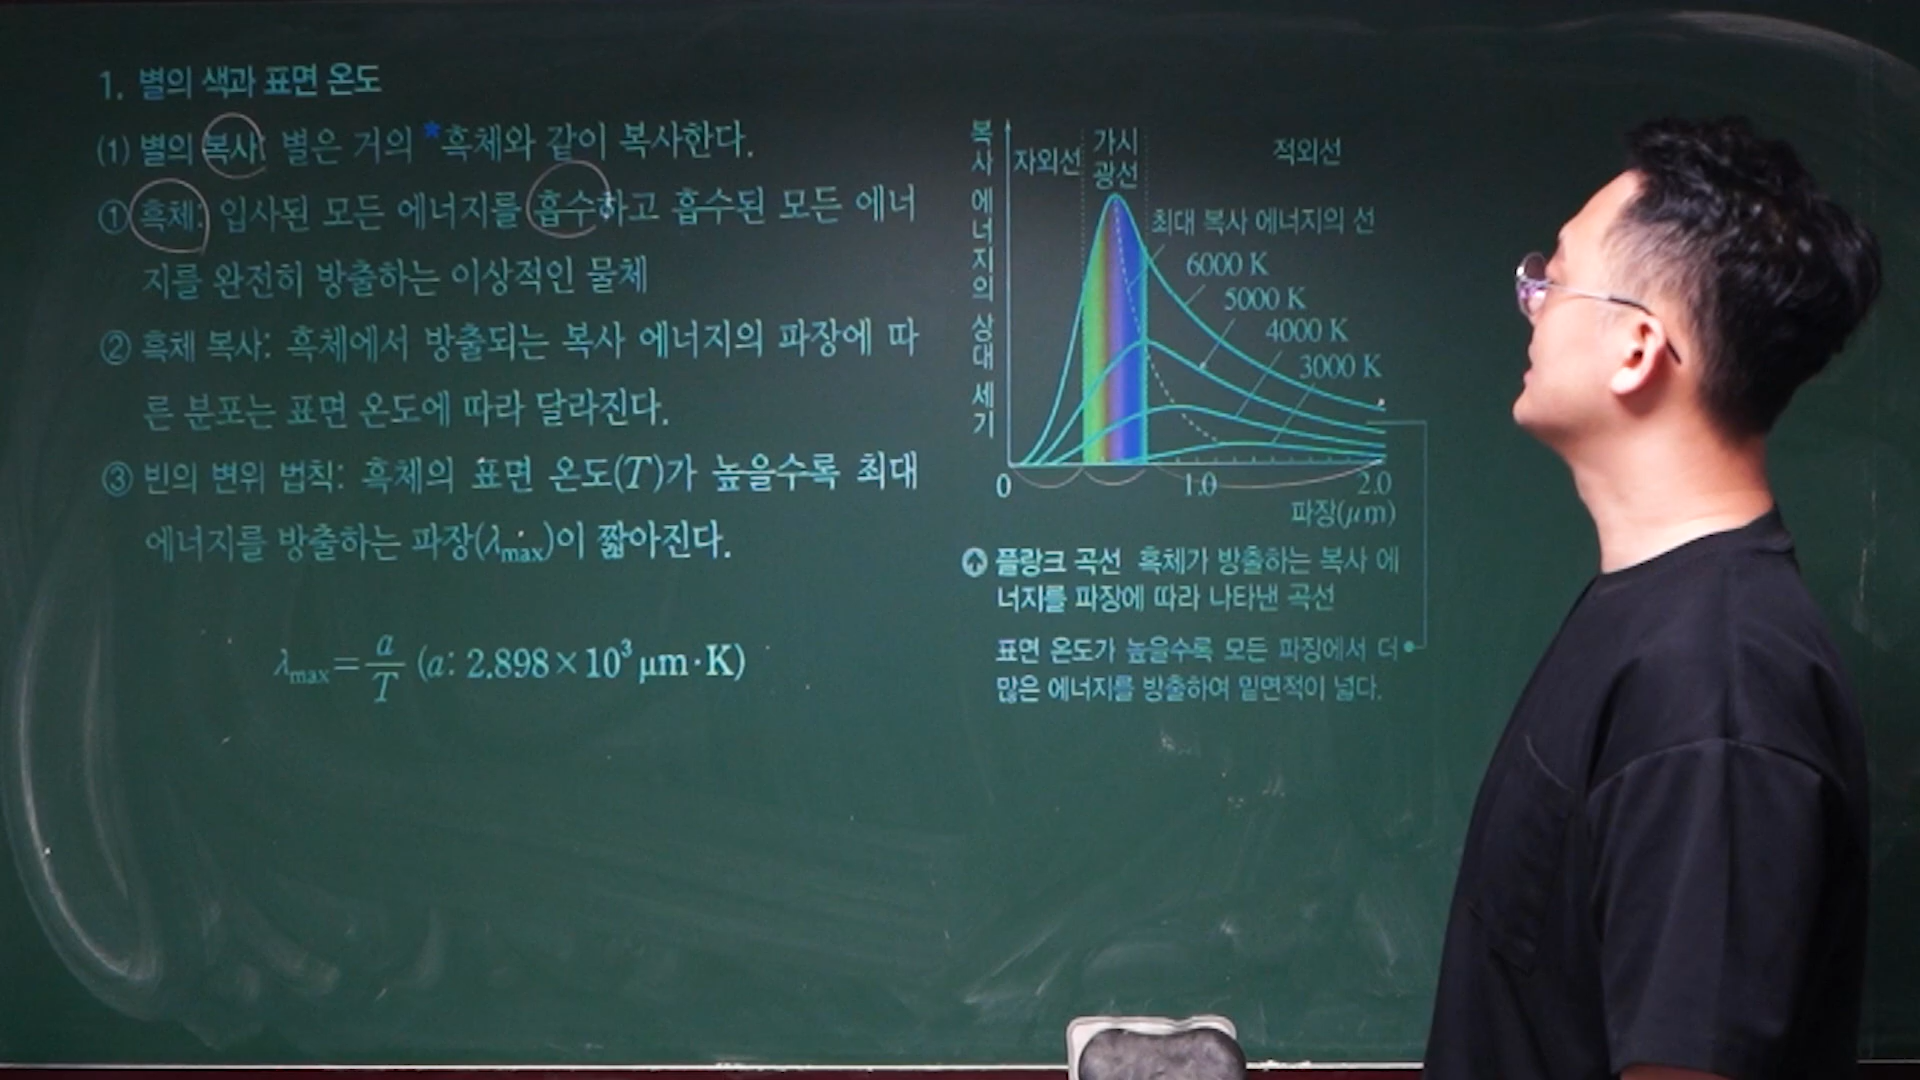 1. 별의 색과 표면 온도
(1) 별의 복사: 별은 거의 *흑체와 같이 복사한다.
① 흑체: 입사된 모든 에너지를 흡수하고 흡수된 모든 에너
지를 완전히 방출하는 이상적인 물체
② 흑체 복사: 흑체에서 방출되는 복사 에너지의 파장에 따
른 분포는 표면 온도에 따라 달라진다.
③ 빈의 변위 법칙: 흑체의 표면 온도(T)가 높을수록 최대
에너지를 방출하는 파장(λmax)이 짧아진다.
λmax=a/T (a: 2.898×10³ μm·K)
복사 에너지의 상대 세기
자외선
가시
광선
적외선
최대 복사 에너지의 선
6000 K
5000 K
4000 K
3000 K
0 1.0 2.0
파장(μm)
플랑크 곡선 흑체가 방출하는 복사 에
너지를 파장에 따라 나타낸 곡선
표면 온도가 높을수록 모든 파장에서 더
많은 에너지를 방출하여 밑면적이 넓다.